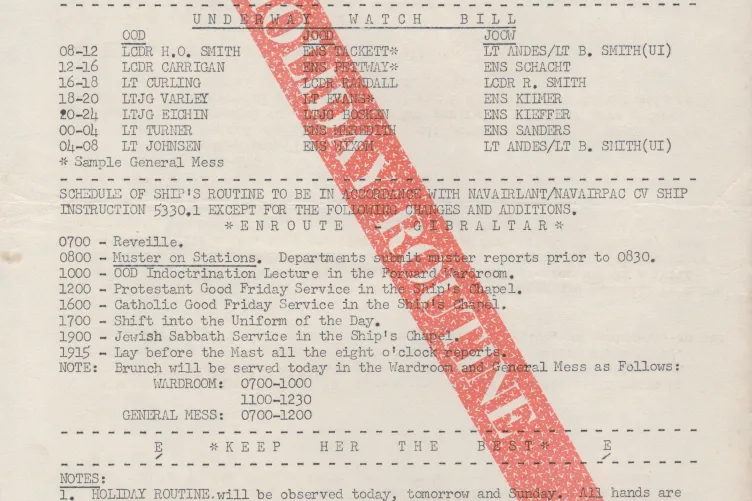 UNDERWAY WATCH BILL
OOD JOOD JOOW
08-12 LCDR H.O. SMITH ENS TACKETT* LT ANDES/LT B. SMITH(UI)
12-16 LCDR CARRIGAN ENS PETTWAY* ENS SCHACHT
16-18 LT CURLING LCDR RANDALL LCDR R. SMITH
18-20 LTJG VARLEY LT EVANS* ENS KILMER
20-24 LTJG EICHIN LTJG BOSKIN ENS KIEFFER
00-04 LT TURNER ENS MEREDITH ENS SANDERS
04-08 LT JOHNSEN ENS WIXOM LT ANDES/LT B. SMITH(UI)
* Sample General Mess
SCHEDULE OF SHIP'S ROUTINE TO BE IN ACCORDANCE WITH NAVAIRLANT/NAVAIRPAC CV SHIP
INSTRUCTION 5330.1 EXCEPT FOR THE FOLLOWING CHANGES AND ADDITIONS.
*ENROUTE GIBRALTAR*
0700 - Reveille.
0800 - Muster on Stations. Departments submit muster reports prior to 0830.
1000 - OOD Indoctrination Lecture in the Forward Wardroom.
1200 - Protestant Good Friday Service in the Ship's Chapel.
1600 - Catholic Good Friday Service in the Ship's Chapel.
1700 - Shift into the Uniform of the Day.
1900 - Jewish Sabbath Service in the Ship's Chapel.
1915 - Lay before the Mast all the eight o'clock reports.
NOTE: Brunch will be served today in the Wardroom and General Mess as Follows:
WARDROOM: 0700-1000
1100-1230
GENERAL MESS: 0700-1200
E *KEEP HER THE BEST* E
NOTES:
1. HOLIDAY ROUTINE.will be observed today, tomorrow and Sunday. All hands are
HOLIDAY ROUTINE